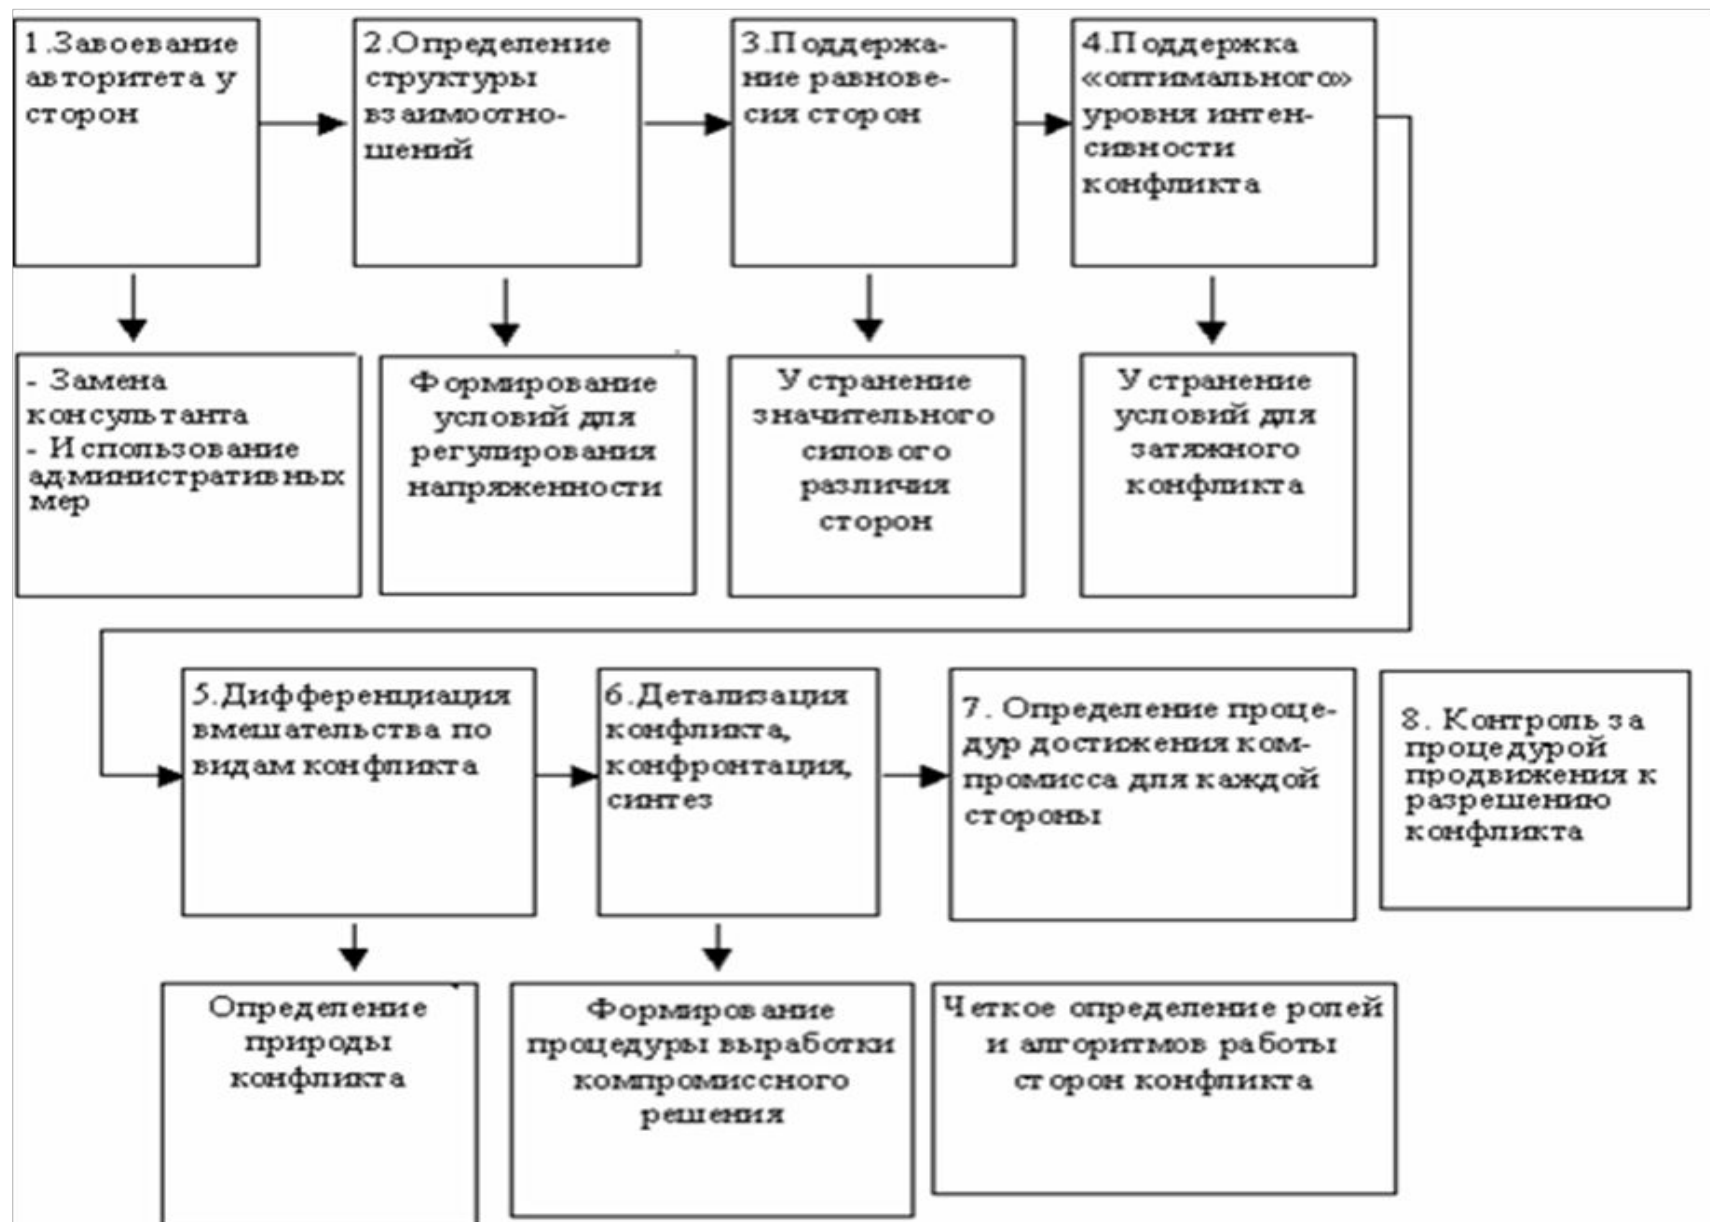 1.Завоевание
авторитета у
сторон
2.Определение
структуры
взаимоотно-
шений
3.Поддержа-
ние равнове-
сия сторон
4.Поддержка
«оптимального»
уровня интен-
сивности
конфликта
- Замена
консультанта
- Использование
административных
мер
Формирование
условий для
регулирования
напряженности
Устранение
значительного
силового
различия
сторон
Устранение
условий для
затяжного
конфликта
5.Дифференциация
вмешательства по
видам конфликта
6.Детализация
конфликта,
конфронтация,
синтез
7. Определение проце-
дур достижения ком-
промисса для каждой
стороны
8. Контроль за
процедурой
продвижения к
разрешению
конфликта
Определение
природы
конфликта
Формирование
процедуры выработки
компромиссного
решения
Четкое определение ролей
и алгоритмов работы
сторон конфликта